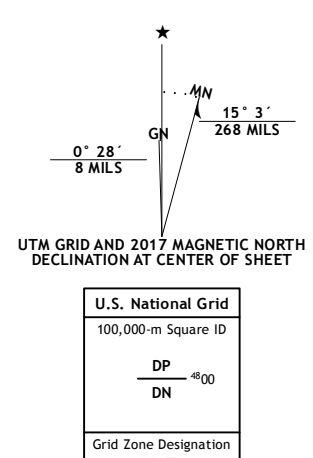 ★
MN
GN
15° 3´
268 MILS
0° 28´
8 MILS
UTM GRID AND 2017 MAGNETIC NORTH
DECLINATION AT CENTER OF SHEET
U.S. National Grid
100,000-m Square ID
DP
4800
DN
Grid Zone Designation